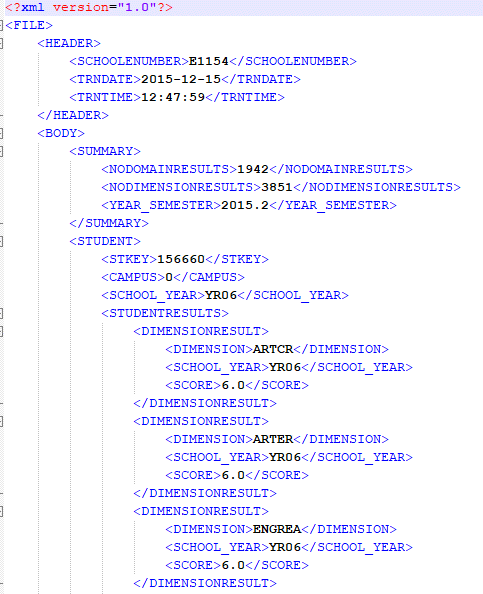 <?xml version="1.0"?>
<FILE>
<HEADER>
<SCHOOLENUMBER>E1154</SCHOOLENUMBER>
<TRNDATE>2015-12-15</TRNDATE>
<TRNTIME>12:47:59</TRNTIME>
</HEADER>
<BODY>
<SUMMARY>
<NODOMAINRESULTS>1942</NODOMAINRESULTS>
<NODIMENSIONRESULTS>3851</NODIMENSIONRESULTS>
<YEAR_SEMESTER>2015.2</YEAR_SEMESTER>
</SUMMARY>
<STUDENT>
<STKEY>156660</STKEY>
<CAMPUS>0</CAMPUS>
<SCHOOL_YEAR>YR06</SCHOOL_YEAR>
<STUDENTRESULTS>
<DIMENSIONRESULT>
<DIMENSION>ARTCR</DIMENSION>
<SCHOOL_YEAR>YR06</SCHOOL_YEAR>
<SCORE>6.0</SCORE>
</DIMENSIONRESULT>
<DIMENSIONRESULT>
<DIMENSION>ARTER</DIMENSION>
<SCHOOL_YEAR>YR06</SCHOOL_YEAR>
<SCORE>6.0</SCORE>
</DIMENSIONRESULT>
<DIMENSIONRESULT>
<DIMENSION>ENGREA</DIMENSION>
<SCHOOL_YEAR>YR06</SCHOOL_YEAR>
<SCORE>6.0</SCORE>
</DIMENSIONRESULT>